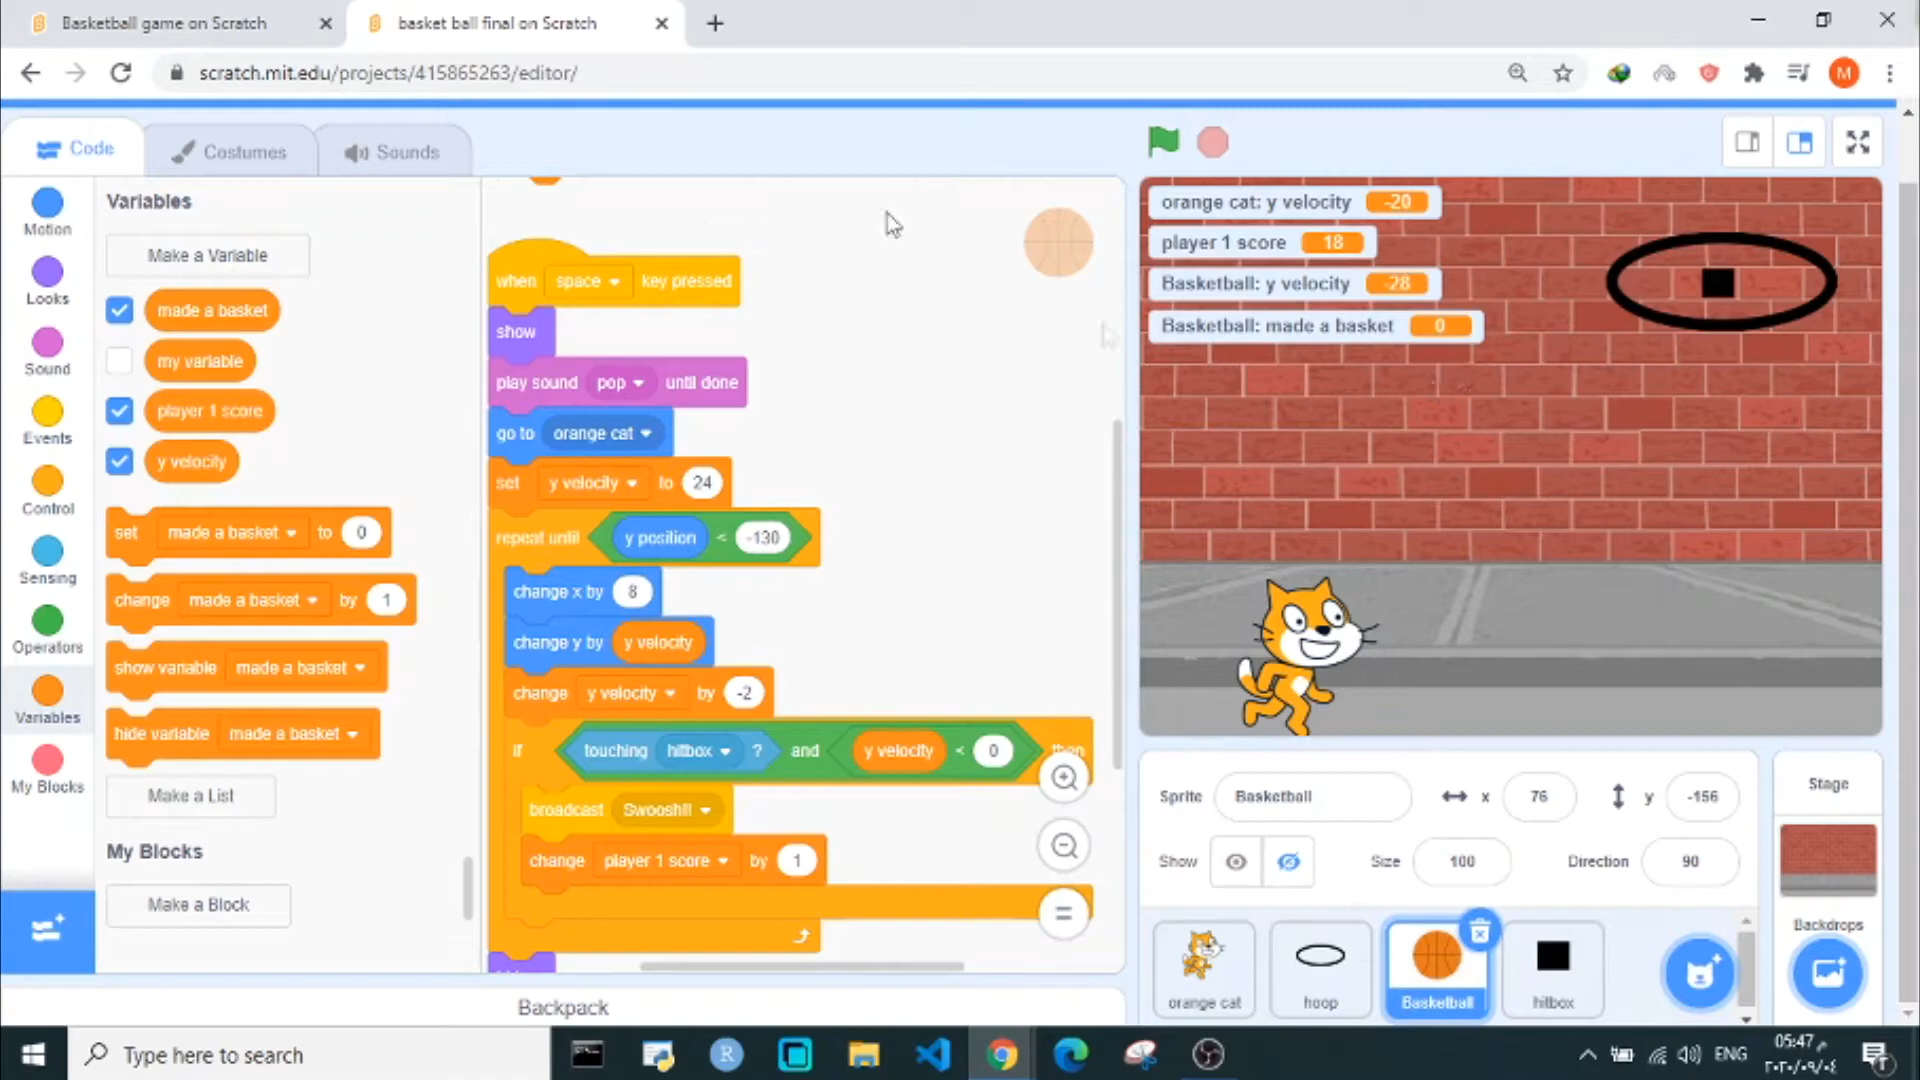 Basketball game on Scratch
basket ball final on Scratch
scratch.mit.edu/projects/415865263/editor/
M
Code
Costumes
Sounds
Motion
Looks
Sound
Events
Control
Sensing
Operators
Variables
My Blocks
Variables
Make a Variable
made a basket
my variable
player 1 score
y velocity
set made a basket to 0
change made a basket by 1
show variable made a basket
hide variable made a basket
Make a List
My Blocks
Make a Block
when space key pressed
show
play sound pop until done
go to orange cat
set y velocity to 24
repeat until y position < -130
change x by 8
change y by y velocity
change y velocity by -2
if touching hitbox ? and y velocity < 0 then
broadcast Swoosh!!
change player 1 score by 1
Backpack
orange cat: y velocity -20
player 1 score 18
Basketball: y velocity -28
Basketball: made a basket 0
Sprite Basketball x 76 y -156
Show Size 100 Direction 90
orange cat
hoop
Basketball
hitbox
Stage
Backdrops
Type here to search
R
ENG
05:47 م
٢٠٢٠/٠٩/٠٤